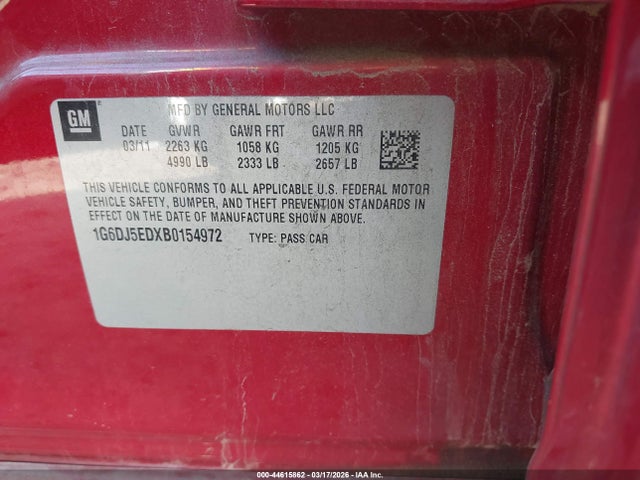 GM
MFD BY GENERAL MOTORS LLC
DATE GVWR GAWR FRT GAWR RR
03/11 2263 KG 1058 KG 1205 KG
4990 LB 2333 LB 2657 LB
THIS VEHICLE CONFORMS TO ALL APPLICABLE U.S. FEDERAL MOTOR
VEHICLE SAFETY, BUMPER, AND THEFT PREVENTION STANDARDS IN
EFFECT ON THE DATE OF MANUFACTURE SHOWN ABOVE.
1G6DJ5EDXB0154972 TYPE: PASS CAR
000-44615862 - 03/17/2026 - IAA Inc.